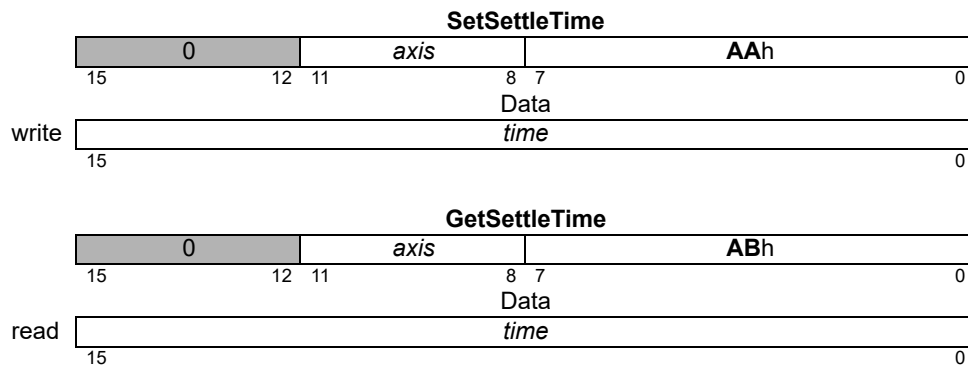 SetSettleTime
0 axis AAh
15 12 11 8 7 0
Data
write time
15 0
GetSettleTime
0 axis ABh
15 12 11 8 7 0
Data
read time
15 0